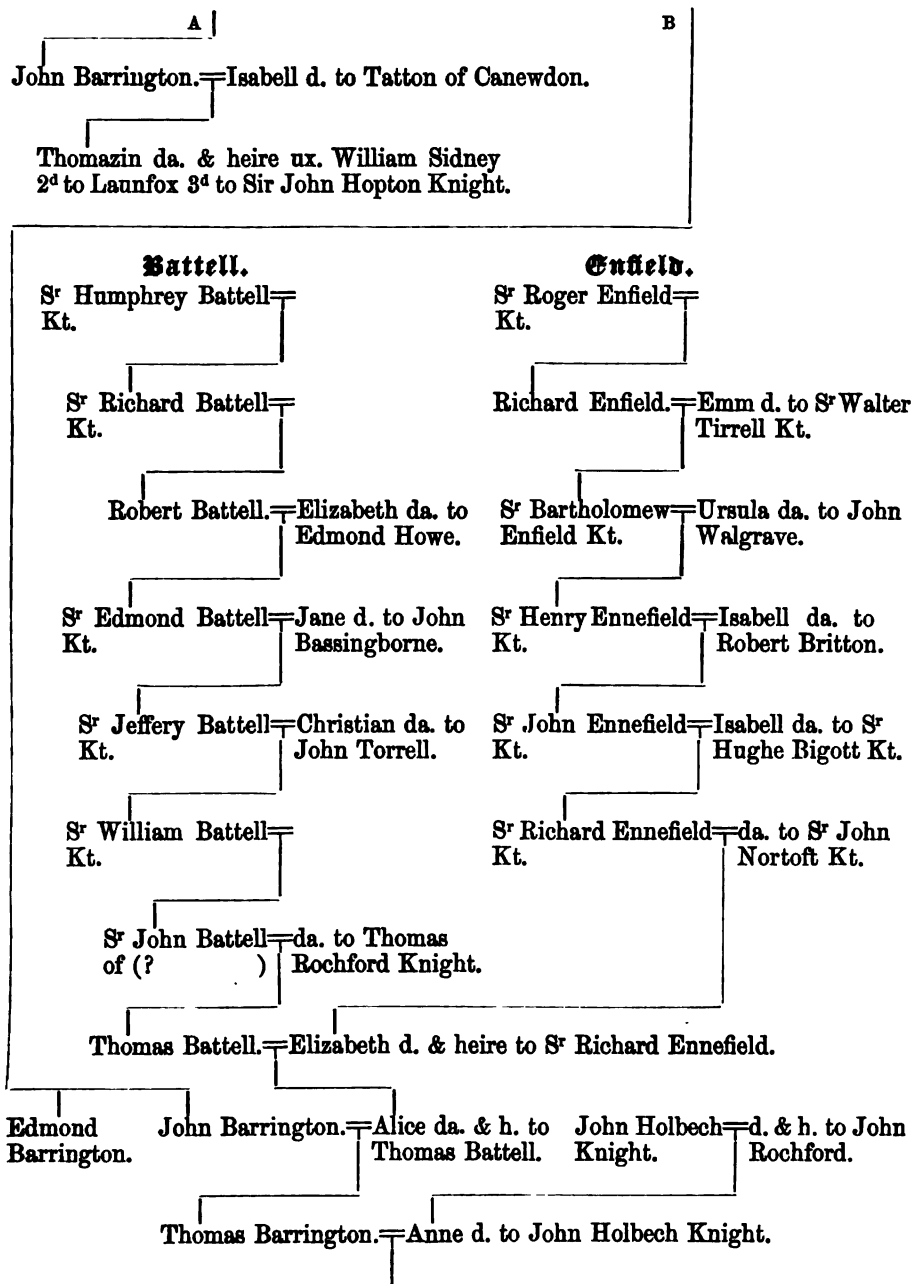 A B
John Barrington.=Isabell d. to Tatton of Canewdon.
Thomazin da. & heire ux. William Sidney
2d to Launfox 3d to Sir John Hopton Knight.
Battell.
Sr Humphrey Battell=
Kt.
Sr Richard Battell=
Kt.
Robert Battell.=Elizabeth da. to
Edmond Howe.
Sr Edmond Battell=Jane d. to John
Kt. Bassingborne.
Sr Jeffery Battell=Christian da. to
Kt. John Torrell.
Sr William Battell=
Kt.
Sr John Battell=da. to Thomas
of (? ) Rochford Knight.
Enfield.
Sr Roger Enfield=
Kt.
Richard Enfield.=Emm d. to Sr Walter
Tirrell Kt.
Sr Bartholomew=Ursula da. to John
Enfield Kt. Walgrave.
Sr Henry Ennefield=Isabell da. to
Kt. Robert Britton.
Sr John Ennefield=Isabell da. to Sr
Kt. Hughe Bigott Kt.
Sr Richard Ennefield=da. to Sr John
Kt. Nortoft Kt.
Thomas Battell.=Elizabeth d. & heire to Sr Richard Ennefield.
Edmond
Barrington.
John Barrington.=Alice da. & h. to
Thomas Battell.
John Holbech=d. & h. to John
Knight. Rochford.
Thomas Barrington.=Anne d. to John Holbech Knight.